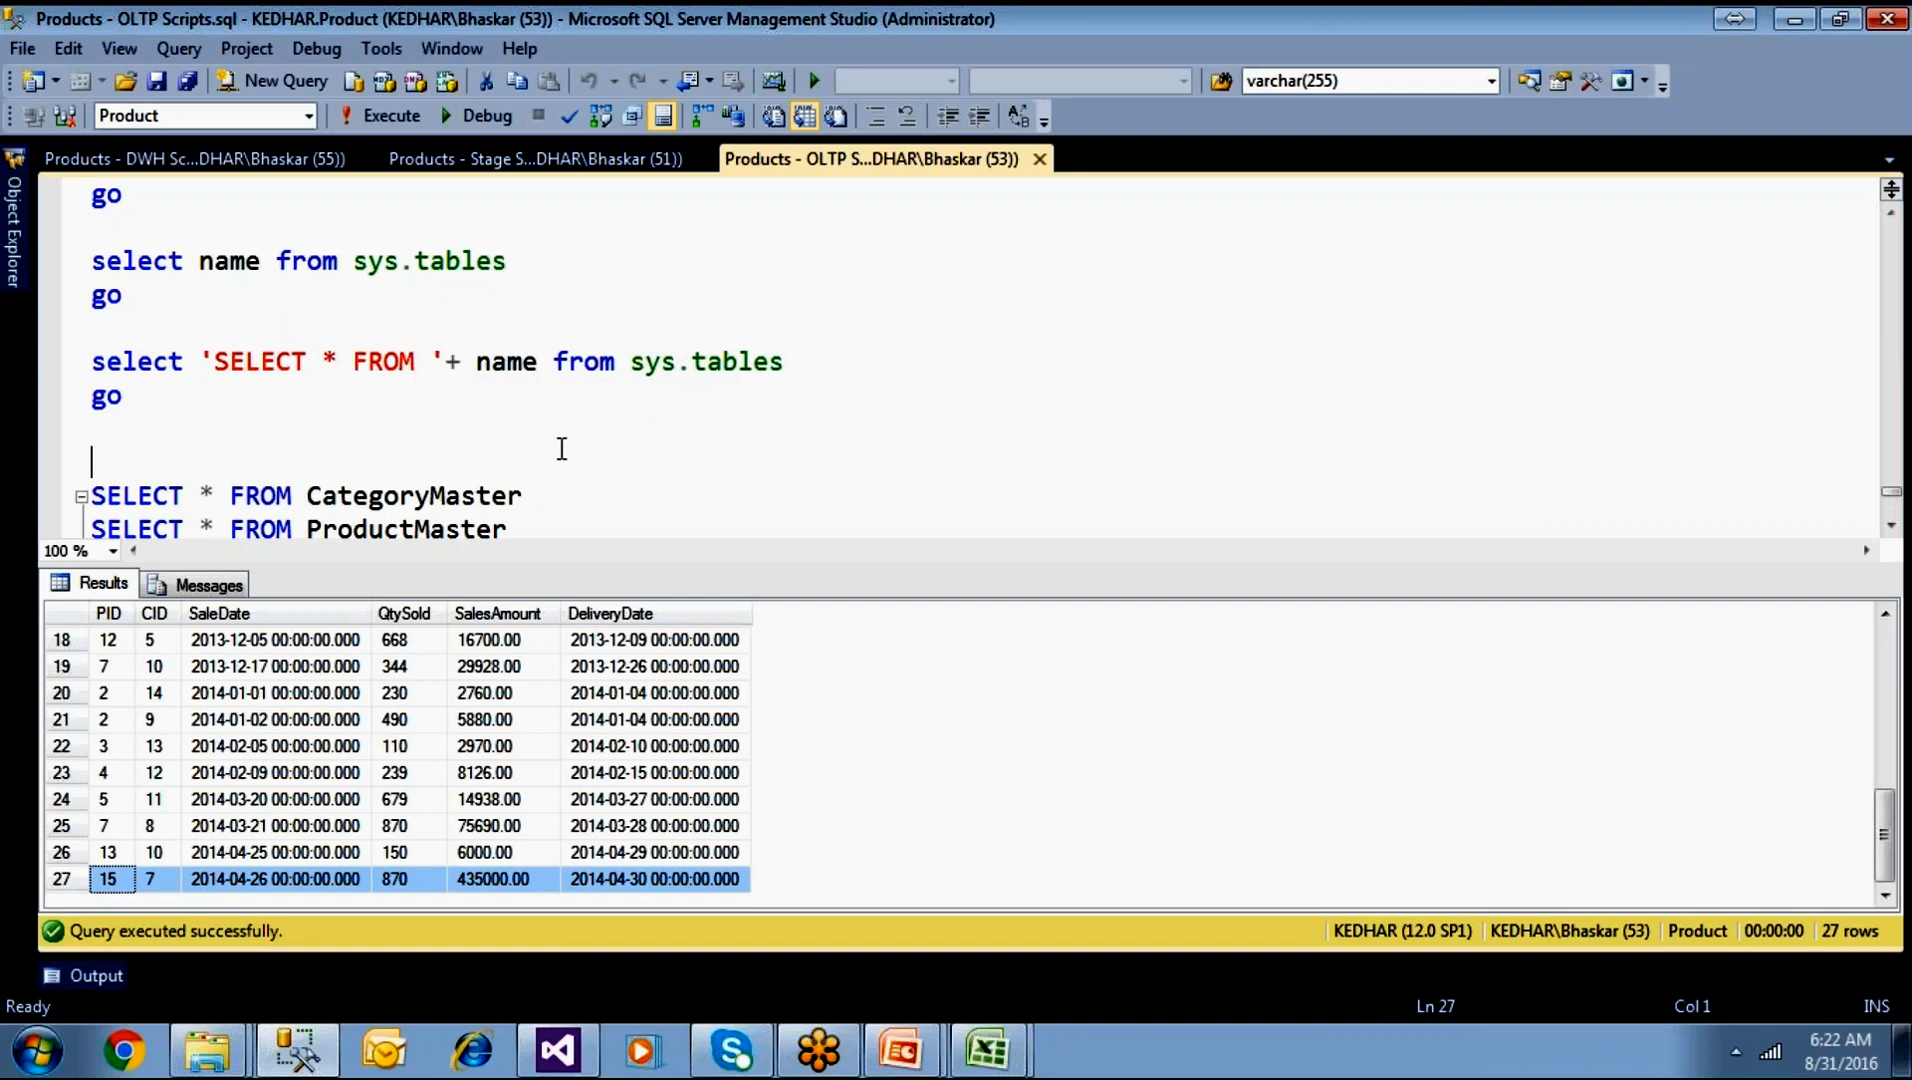 Products - OLTP Scripts.sql - KEDHAR.Product (KEDHAR\Bhaskar (53)) - Microsoft SQL Server Management Studio (Administrator)
File Edit View Query Project Debug Tools Window Help
New Query varchar(255)
Product Execute Debug
Products - DWH Sc...DHAR\Bhaskar (55)) Products - Stage S...DHAR\Bhaskar (51)) Products - OLTP S...DHAR\Bhaskar (53))
Object Explorer
go
select name from sys.tables
go
select 'SELECT * FROM '+ name from sys.tables
go
SELECT * FROM CategoryMaster
SELECT * FROM ProductMaster
100 %
Results Messages
PID CID SaleDate QtySold SalesAmount DeliveryDate
18 12 5 2013-12-05 00:00:00.000 668 16700.00 2013-12-09 00:00:00.000
19 7 10 2013-12-17 00:00:00.000 344 29928.00 2013-12-26 00:00:00.000
20 2 14 2014-01-01 00:00:00.000 230 2760.00 2014-01-04 00:00:00.000
21 2 9 2014-01-02 00:00:00.000 490 5880.00 2014-01-04 00:00:00.000
22 3 13 2014-02-05 00:00:00.000 110 2970.00 2014-02-10 00:00:00.000
23 4 12 2014-02-09 00:00:00.000 239 8126.00 2014-02-15 00:00:00.000
24 5 11 2014-03-20 00:00:00.000 679 14938.00 2014-03-27 00:00:00.000
25 7 8 2014-03-21 00:00:00.000 870 75690.00 2014-03-28 00:00:00.000
26 13 10 2014-04-25 00:00:00.000 150 6000.00 2014-04-29 00:00:00.000
27 15 7 2014-04-26 00:00:00.000 870 435000.00 2014-04-30 00:00:00.000
Query executed successfully. KEDHAR (12.0 SP1) KEDHAR\Bhaskar (53) Product 00:00:00 27 rows
Output
Ready Ln 27 Col 1 INS
6:22 AM
8/31/2016